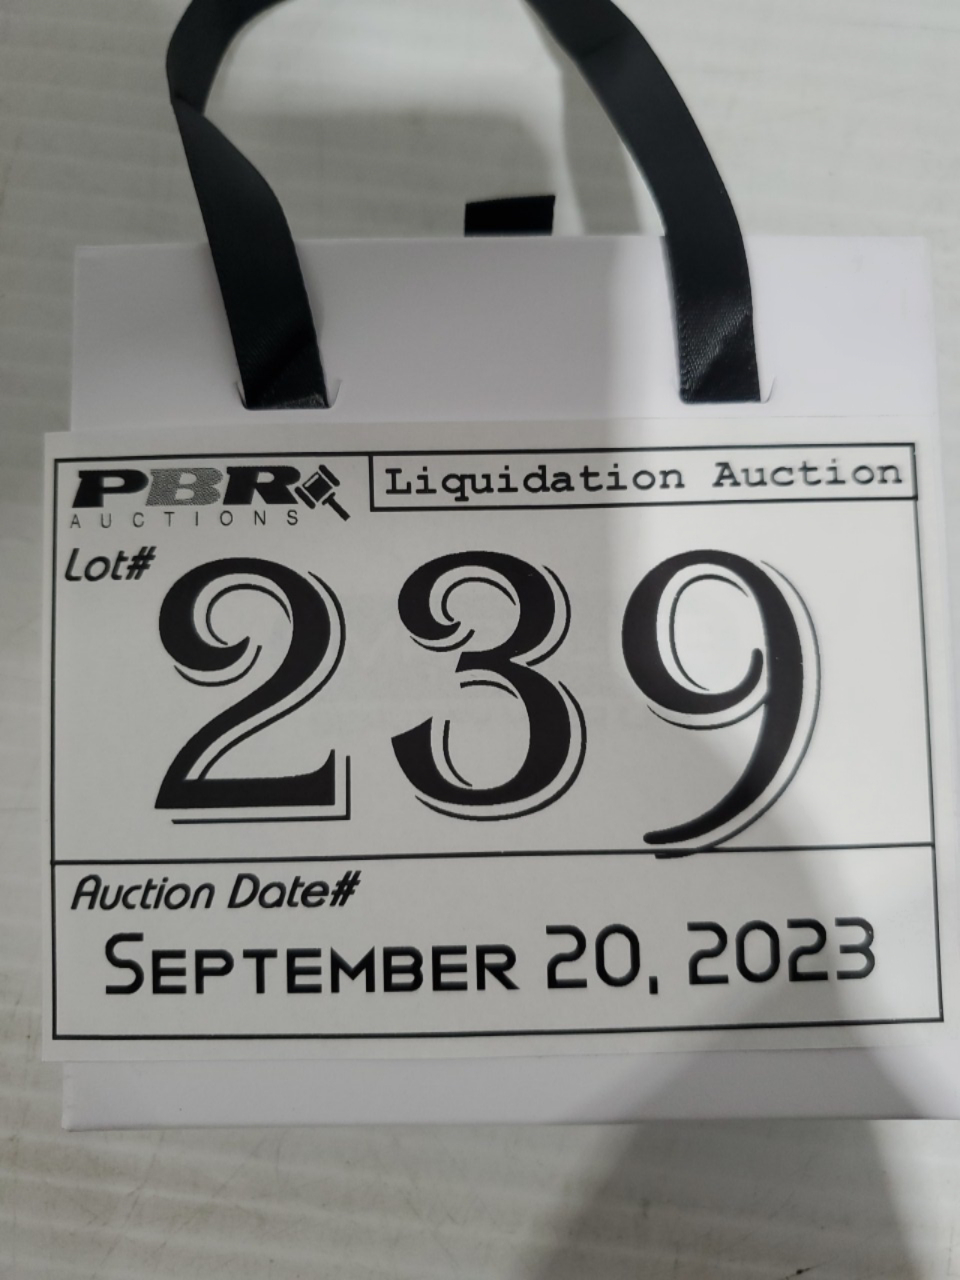 PBR
AUCTIONS
Liquidation Auction
Lot#
239
Auction Date#
September 20, 2023